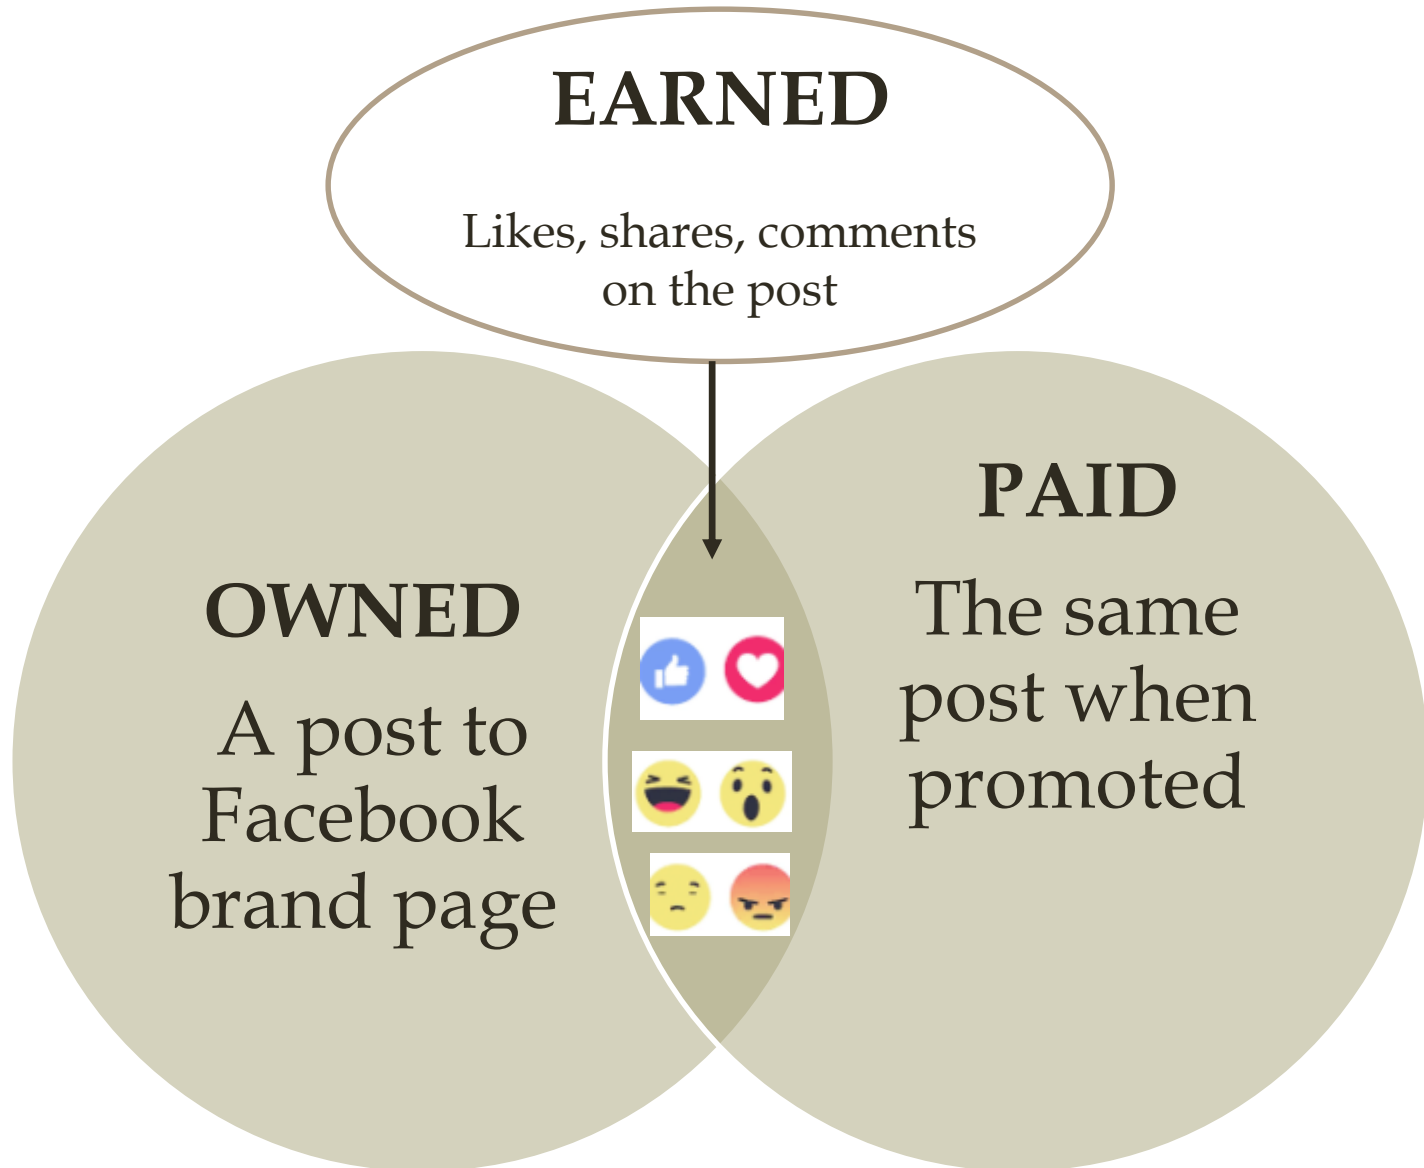 EARNED
Likes, shares, comments
on the post
OWNED
A post to
Facebook
brand page
PAID
The same
post when
promoted